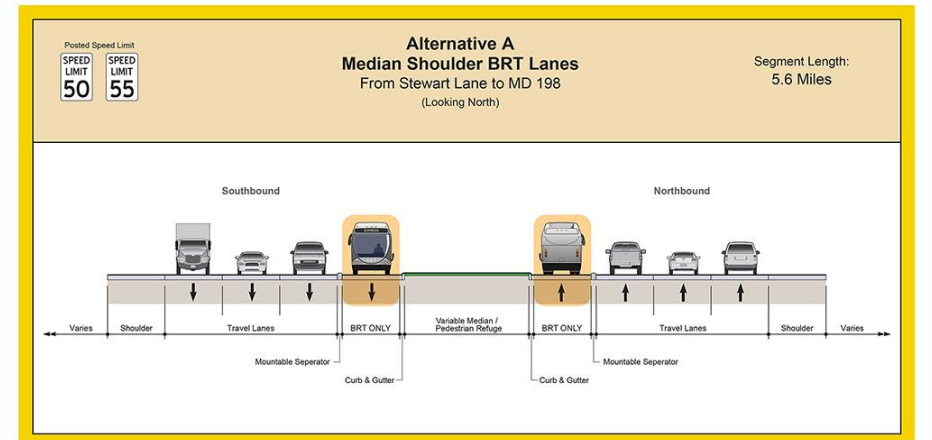 Posted Speed Limit
SPEED
LIMIT
50
SPEED
LIMIT
55
Alternative A
Median Shoulder BRT Lanes
From Stewart Lane to MD 198
(Looking North)
Segment Length:
5.6 Miles
Southbound
Northbound
EXPRESS
Varies
Shoulder
Travel Lanes
BRT ONLY
Variable Median /
Pedestrian Refuge
BRT ONLY
Travel Lanes
Shoulder
Varies
Mountable Seperator
Mountable Seperator
Curb & Gutter
Curb & Gutter